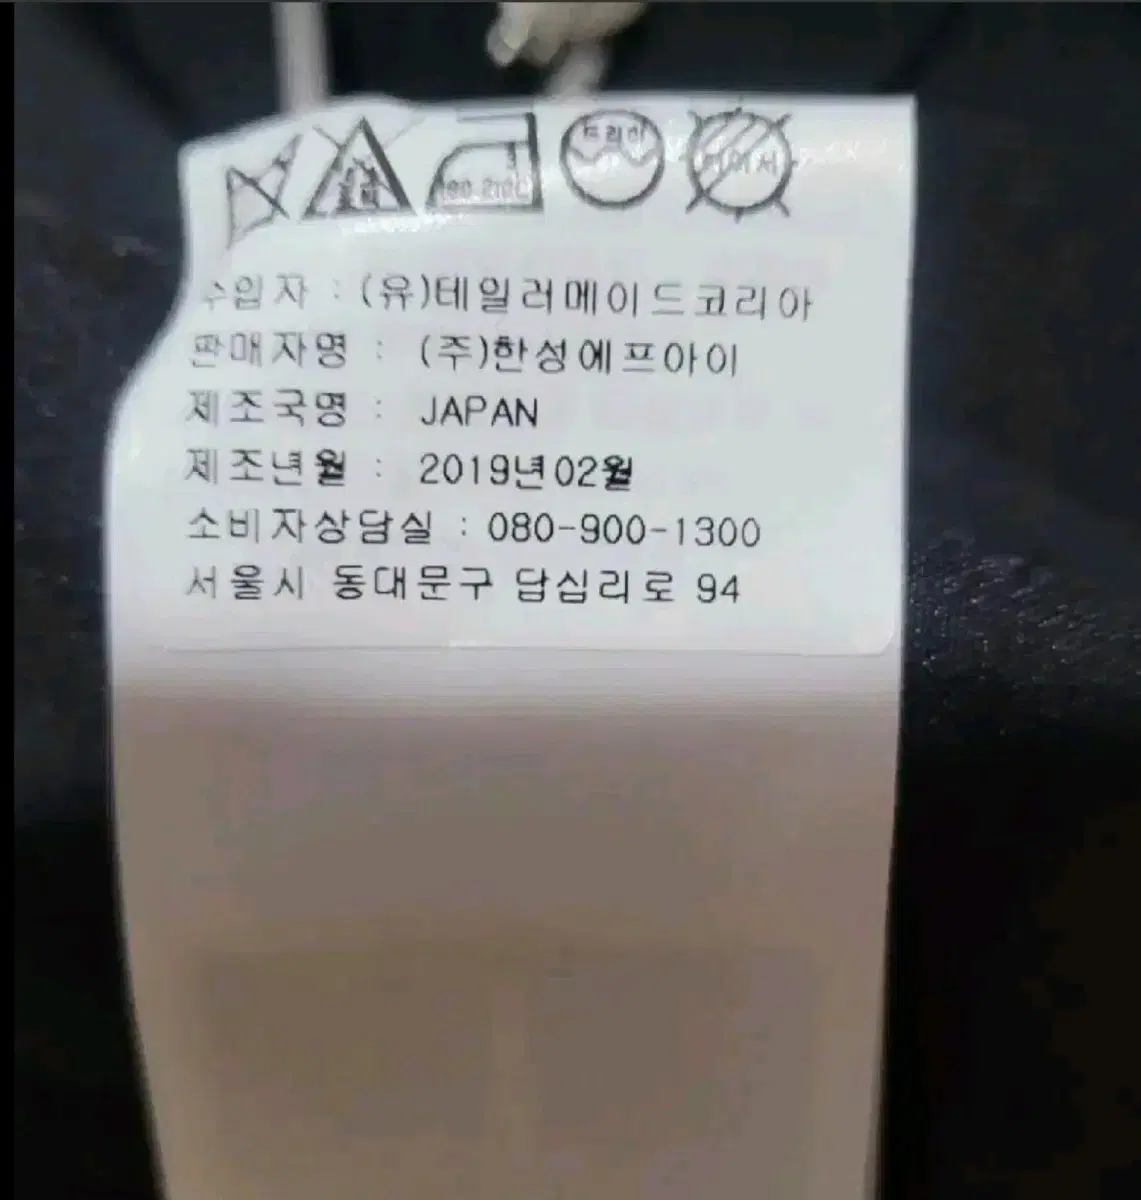 드라이
수입자 : (유)테일러메이드코리아
판매자명 : (주)한성에프아이
제조국명 : JAPAN
제조년월 : 2019년02월
소비자상담실 : 080-900-1300
서울시 동대문구 답십리로 94